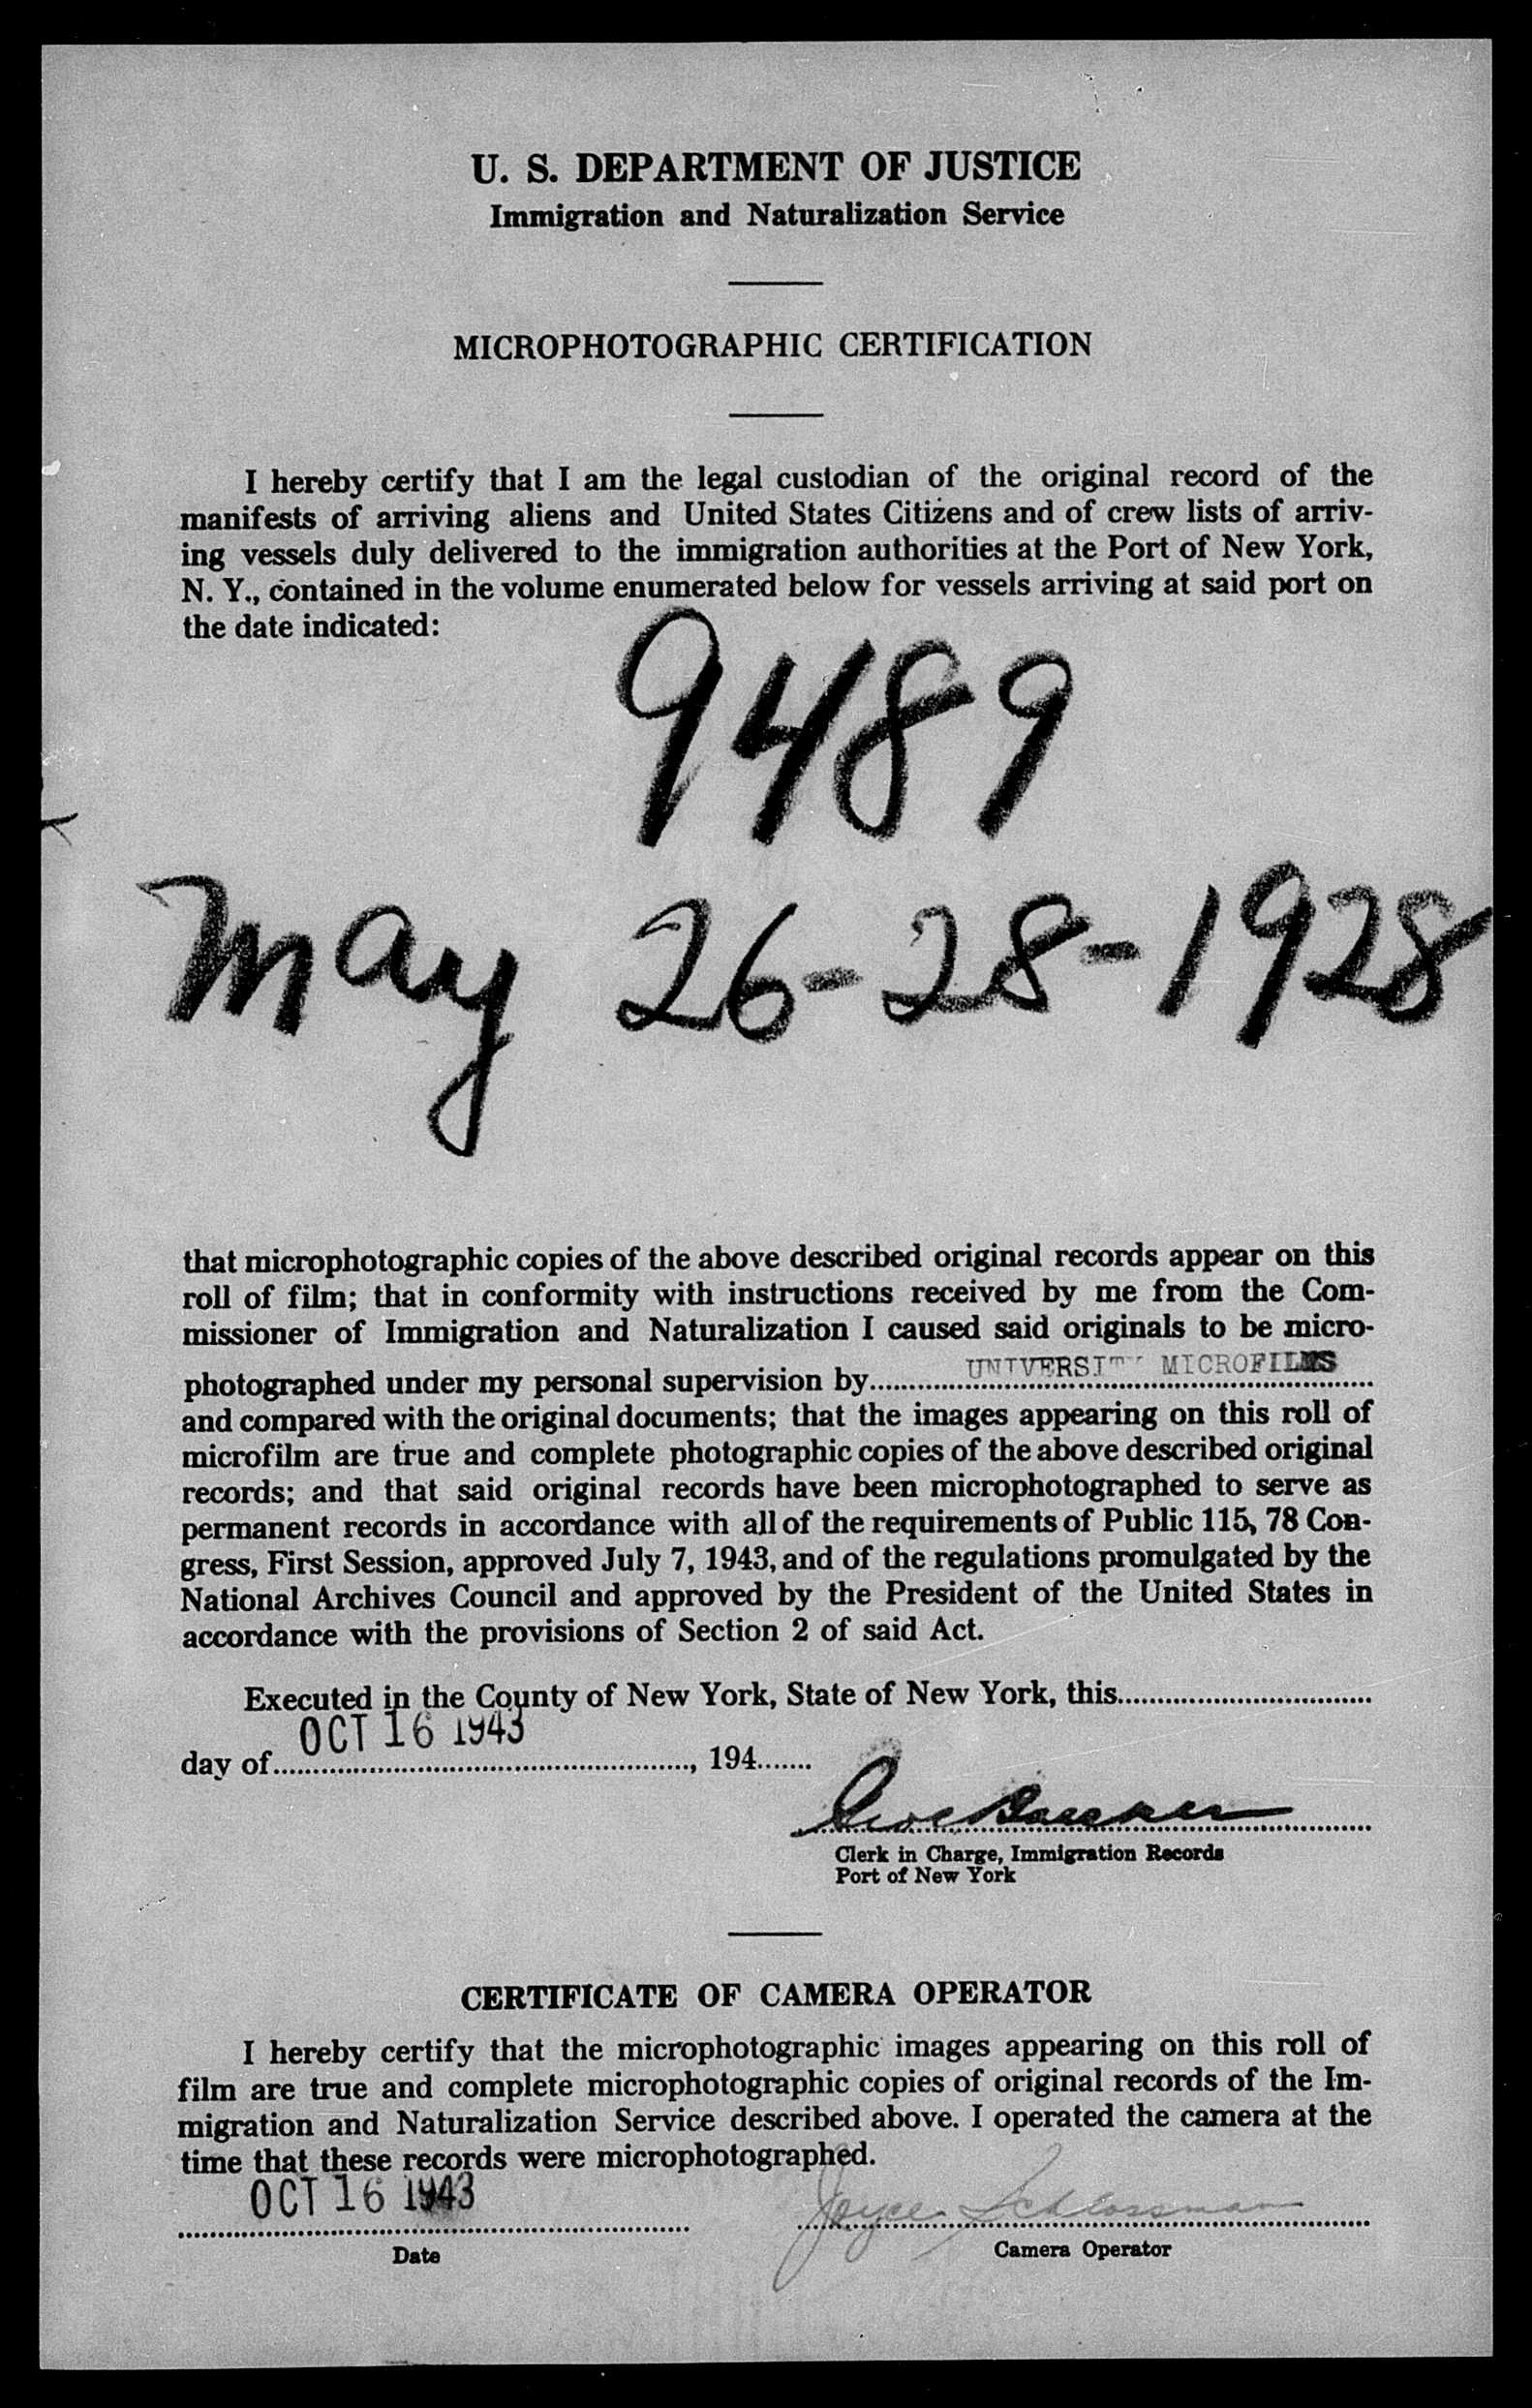 U. S. DEPARTMENT OF JUSTICE
Immigration and Naturalization Service
MICROPHOTOGRAPHIC CERTIFICATION
I hereby certify that I am the legal custodian of the original record of the
manifests of arriving aliens and United States Citizens and of crew lists of arriv-
ing vessels duly delivered to the immigration authorities at the Port of New York,
N. Y., contained in the volume enumerated below for vessels arriving at said port on
the date indicated:
9489
May 26-28-1928
that microphotographic copies of the above described original records appear on this
roll of film; that in conformity with instructions received by me from the Com-
missioner of Immigration and Naturalization I caused said originals to be micro-
photographed under my personal supervision by UNIVERSITY MICROFILMS
and compared with the original documents; that the images appearing on this roll of
microfilm are true and complete photographic copies of the above described original
records; and that said original records have been microphotographed to serve as
permanent records in accordance with all of the requirements of Public 115, 78 Con-
gress, First Session, approved July 7, 1943, and of the regulations promulgated by the
National Archives Council and approved by the President of the United States in
accordance with the provisions of Section 2 of said Act.
Executed in the County of New York, State of New York, this
OCT 16 1943
day of , 194
Clerk in Charge, Immigration Records
Port of New York
CERTIFICATE OF CAMERA OPERATOR
I hereby certify that the microphotographic images appearing on this roll of
film are true and complete microphotographic copies of original records of the Im-
migration and Naturalization Service described above. I operated the camera at the
time that these records were microphotographed.
OCT 16 1943
Joyce Schlossman
Date
Camera Operator